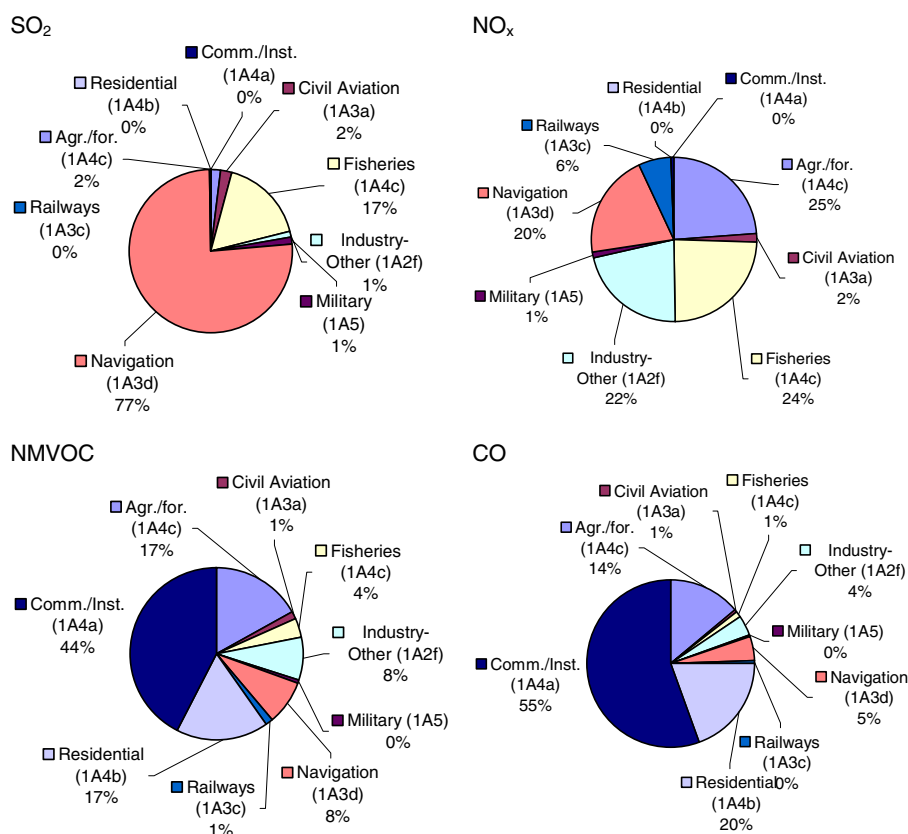 SO2
Comm./Inst.
(1A4a)
0%
Residential
(1A4b)
0%
Civil Aviation
(1A3a)
2%
Agr./for.
(1A4c)
2%
Fisheries
(1A4c)
17%
Railways
(1A3c)
0%
Industry-
Other (1A2f)
1%
Military
(1A5)
1%
Navigation
(1A3d)
77%
NOx
Comm./Inst.
(1A4a)
0%
Residential
(1A4b)
0%
Railways
(1A3c)
6%
Agr./for.
(1A4c)
25%
Navigation
(1A3d)
20%
Civil Aviation
(1A3a)
2%
Military (1A5)
1%
Industry-
Other (1A2f)
22%
Fisheries
(1A4c)
24%
NMVOC
Civil Aviation
(1A3a)
1%
Agr./for.
(1A4c)
17%
Fisheries
(1A4c)
4%
Comm./Inst.
(1A4a)
44%
Industry-
Other (1A2f)
8%
Military (1A5)
0%
Residential
(1A4b)
17%
Navigation
(1A3d)
8%
Railways
(1A3c)
1%
CO
Fisheries
(1A4c)
1%
Civil Aviation
(1A3a)
1%
Agr./for.
(1A4c)
14%
Industry-
Other (1A2f)
4%
Military (1A5)
0%
Comm./Inst.
(1A4a)
55%
Navigation
(1A3d)
5%
Railways
(1A3c)
0%
Residential
(1A4b)
20%